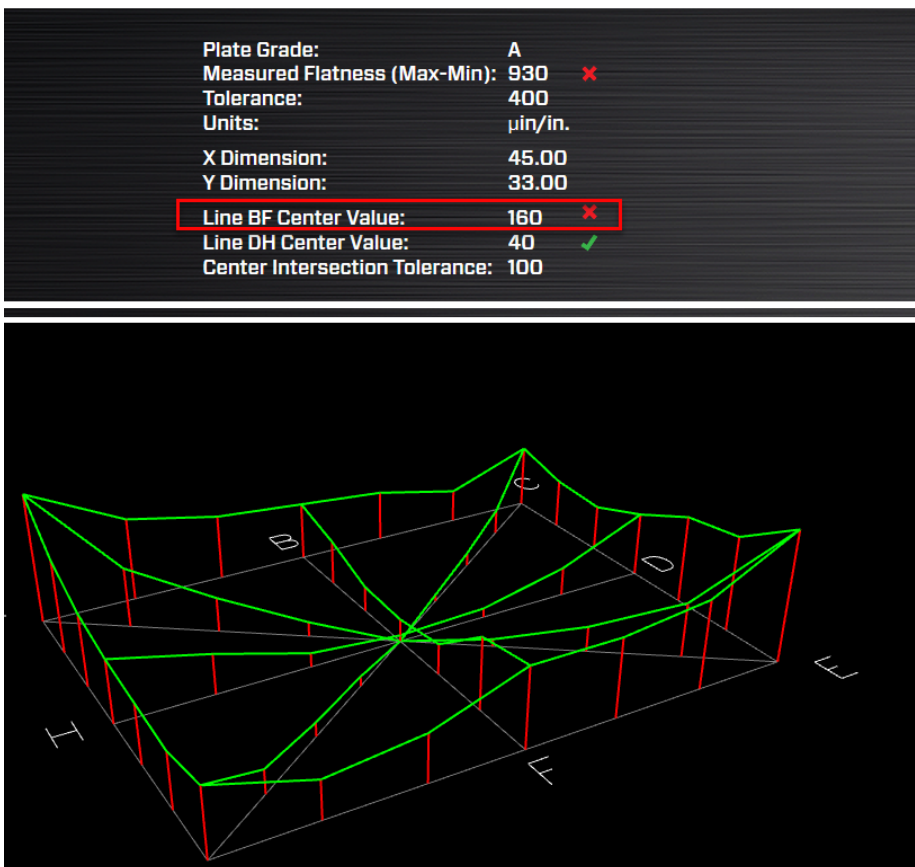 Plate Grade: A
Measured Flatness (Max-Min): 930
Tolerance: 400
Units: µin/in.
X Dimension: 45.00
Y Dimension: 33.00
Line BF Center Value: 160
Line DH Center Value: 40
Center Intersection Tolerance: 100
C
B
D
E
H
F